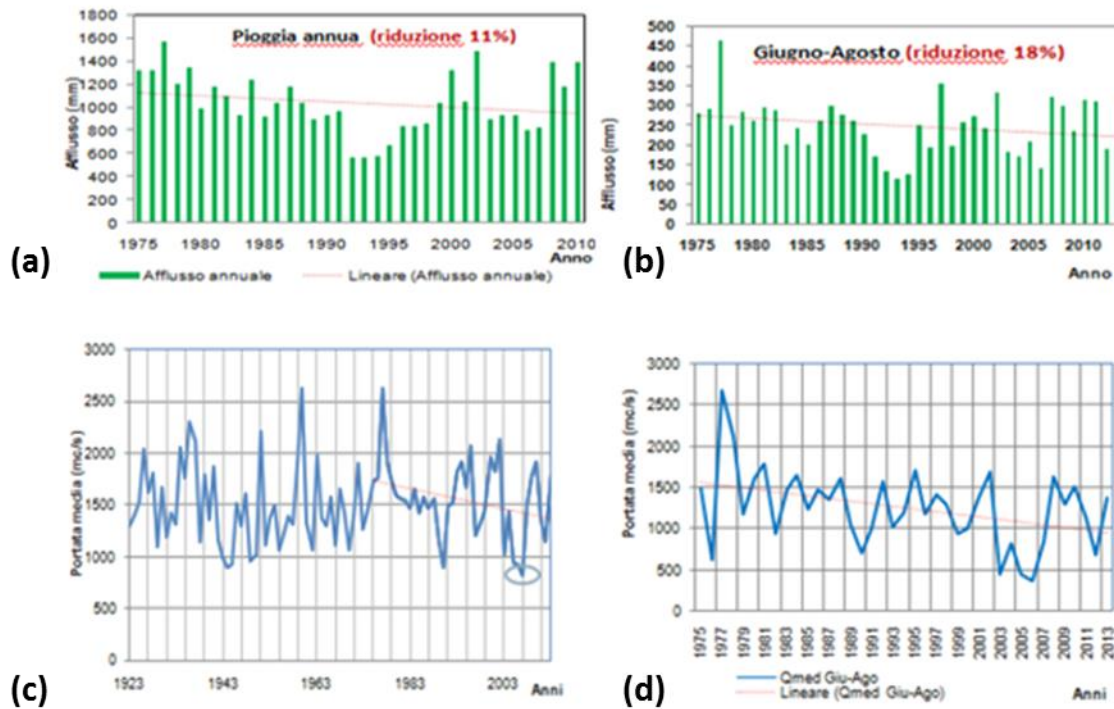 1800
1600
1400
1200
1000
800
600
400
200
0
Afflusso (mm)
Pioggia annua (riduzione 11%)
1975 1980 1985 1990 1995 2000 2005 2010
Anno
Afflusso annuale Lineare (Afflusso annuale)
(a)
500
450
400
350
300
250
200
150
100
50
0
Afflusso (mm)
Giugno-Agosto (riduzione 18%)
1975 1980 1985 1990 1995 2000 2005 2010
Anno
(b)
3000
2500
2000
1500
1000
500
0
Portata media (mc/s)
1923 1943 1963 1983 2003
Anni
(c)
3000
2500
2000
1500
1000
500
0
Portata media (mc/s)
1975 1977 1979 1981 1983 1985 1987 1989 1991 1993 1995 1997 1999 2001 2003 2005 2007 2009 2011 2013
Qmed Giu-Ago
Lineare (Qmed Giu-Ago)
Anni
(d)